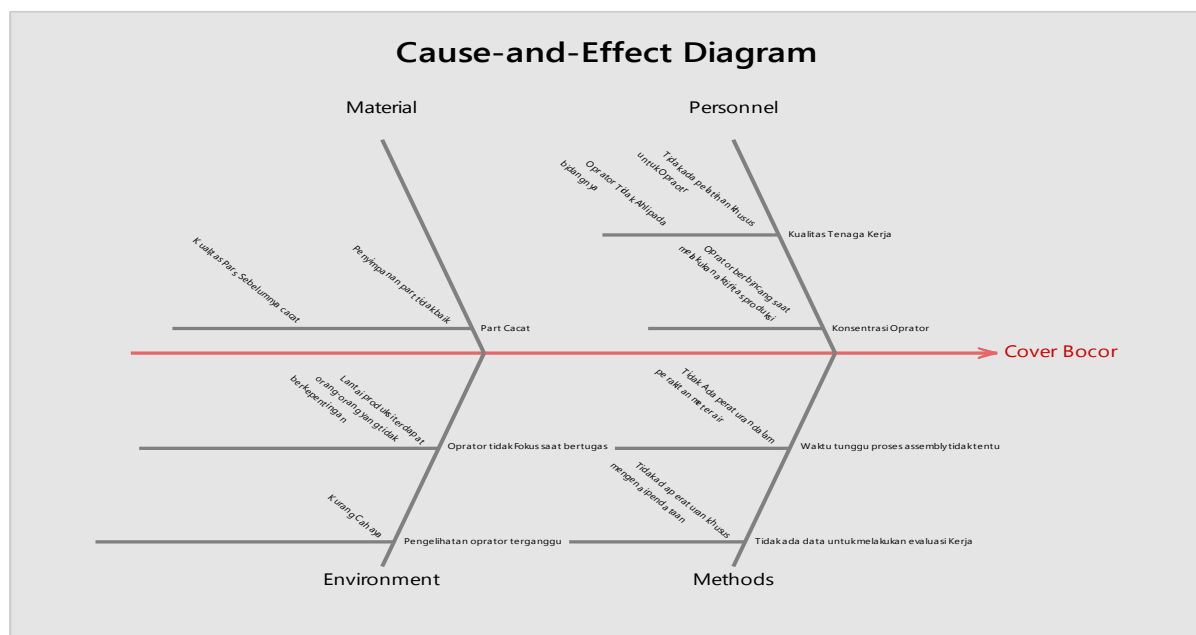 Cause-and-Effect Diagram
Material
Personnel
Tidak ada pelatihan khusus
untuk Opraotr
Oprator Tidak Ahli pada
bidangnya
Kualitas Tenaga Kerja
Kualitas Pars Sebelumnya cacat
Penyimpanan part tidak baik
Oprator berbincang saat
melakukan aktifitas produksi
Part Cacat
Konsentrasi Oprator
Cover Bocor
Lantai produksi terdapat
orang-orang yang tidak
berkepentingan
Tidak Ada peraturan dalam
perakitan meter air
Oprator tidak Fokus saat bertugas
Waktu tunggu proses assembly tidak tentu
Kurang Cahaya
Tidak ada peraturan khusus
mengenai pendataan
Pengelihatan oprator terganggu
Tidak ada data untuk melakukan evaluasi Kerja
Environment
Methods